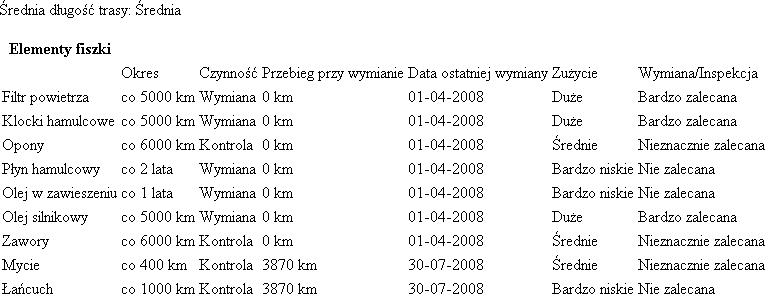 Średnia długość trasy: Średnia
Elementy fiszki
Okres Czynność Przebieg przy wymianie Data ostatniej wymiany Zużycie Wymiana/Inspekcja
Filtr powietrza co 5000 km Wymiana 0 km 01-04-2008 Duże Bardzo zalecana
Klocki hamulcowe co 5000 km Wymiana 0 km 01-04-2008 Duże Bardzo zalecana
Opony co 6000 km Kontrola 0 km 01-04-2008 Średnie Nieznacznie zalecana
Płyn hamulcowy co 2 lata Wymiana 0 km 01-04-2008 Bardzo niskie Nie zalecana
Olej w zawieszeniu co 1 lata Wymiana 0 km 01-04-2008 Bardzo niskie Nie zalecana
Olej silnikowy co 5000 km Wymiana 0 km 01-04-2008 Duże Bardzo zalecana
Zawory co 6000 km Kontrola 0 km 01-04-2008 Średnie Nieznacznie zalecana
Mycie co 400 km Kontrola 3870 km 30-07-2008 Średnie Nieznacznie zalecana
Łańcuch co 1000 km Kontrola 3870 km 30-07-2008 Bardzo niskie Nie zalecana